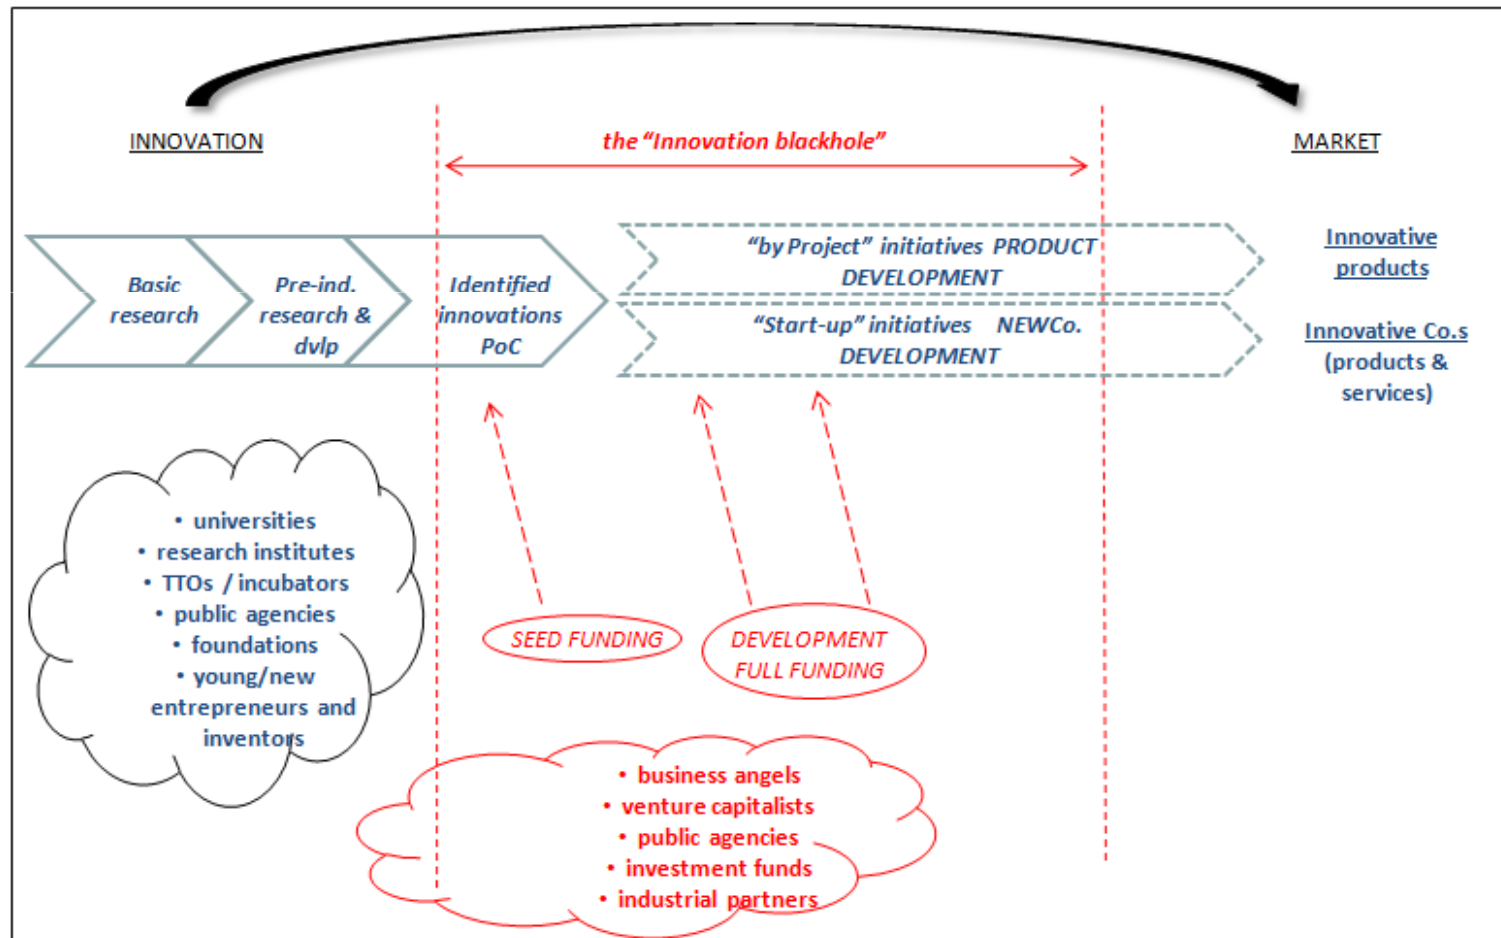 INNOVATION
the “Innovation blackhole”
MARKET
Basic
research
Pre-ind.
research &
dvlp
Identified
innovations
PoC
“by Project” initiatives PRODUCT
DEVELOPMENT
“Start-up” initiatives NEWCo.
DEVELOPMENT
Innovative
products
Innovative Co.s
(products &
services)
• universities
• research institutes
• TTOs / incubators
• public agencies
• foundations
• young/new
entrepreneurs and
inventors
SEED FUNDING
DEVELOPMENT
FULL FUNDING
• business angels
• venture capitalists
• public agencies
• investment funds
• industrial partners